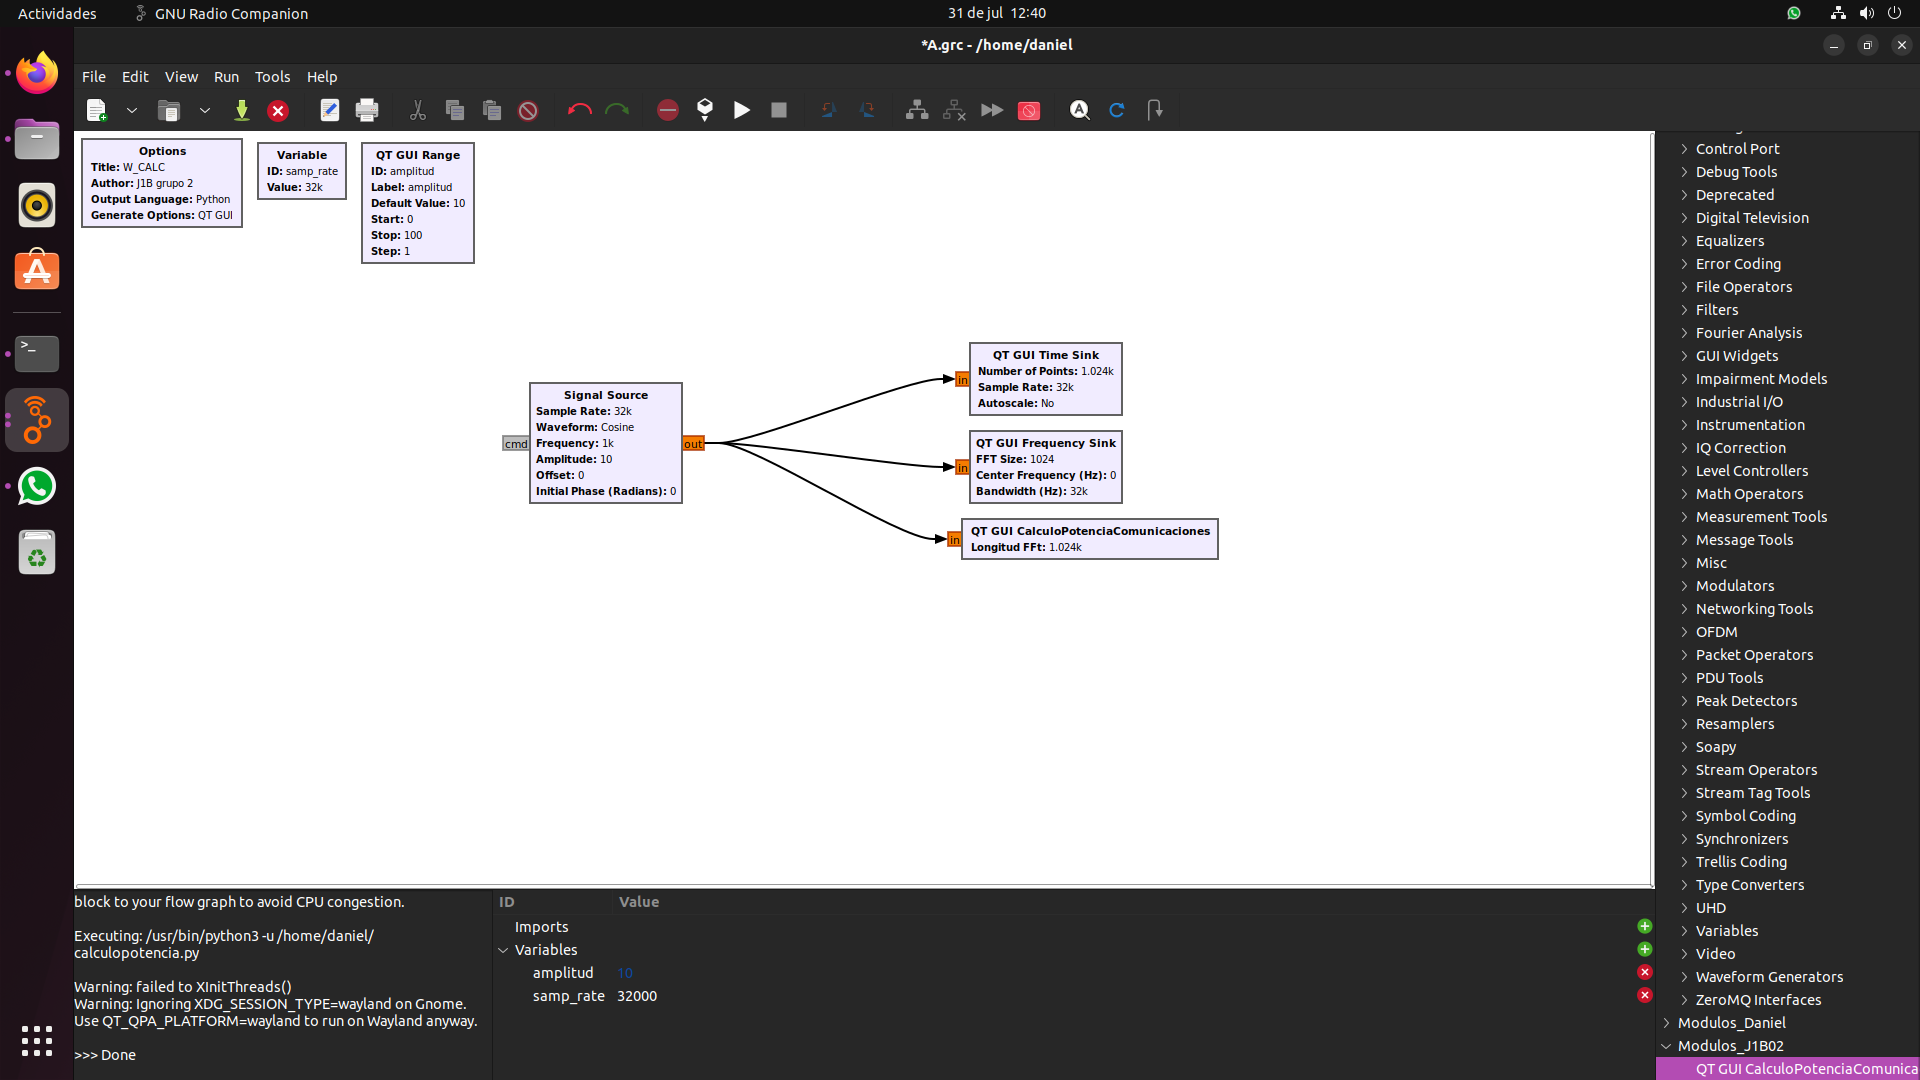 Actividades
GNU Radio Companion
31 de jul 12:40
*A.grc - /home/daniel
File Edit View Run Tools Help
Options
Title: W_CALC
Author: J1B grupo 2
Output Language: Python
Generate Options: QT GUI
Variable
ID: samp_rate
Value: 32k
QT GUI Range
ID: amplitud
Label: amplitud
Default Value: 10
Start: 0
Stop: 100
Step: 1
cmd
Signal Source
Sample Rate: 32k
Waveform: Cosine
Frequency: 1k
Amplitude: 10
Offset: 0
Initial Phase (Radians): 0
out
in
QT GUI Time Sink
Number of Points: 1.024k
Sample Rate: 32k
Autoscale: No
in
QT GUI Frequency Sink
FFT Size: 1024
Center Frequency (Hz): 0
Bandwidth (Hz): 32k
in
QT GUI CalculoPotenciaComunicaciones
Longitud FFt: 1.024k
Control Port
Debug Tools
Deprecated
Digital Television
Equalizers
Error Coding
File Operators
Filters
Fourier Analysis
GUI Widgets
Impairment Models
Industrial I/O
Instrumentation
IQ Correction
Level Controllers
Math Operators
Measurement Tools
Message Tools
Misc
Modulators
Networking Tools
OFDM
Packet Operators
PDU Tools
Peak Detectors
Resamplers
Soapy
Stream Operators
Stream Tag Tools
Symbol Coding
Synchronizers
Trellis Coding
Type Converters
UHD
Variables
Video
Waveform Generators
ZeroMQ Interfaces
Modulos_Daniel
Modulos_J1B02
QT GUI CalculoPotenciaComunica
block to your flow graph to avoid CPU congestion.
Executing: /usr/bin/python3 -u /home/daniel/
calculopotencia.py
Warning: failed to XInitThreads()
Warning: Ignoring XDG_SESSION_TYPE=wayland on Gnome.
Use QT_QPA_PLATFORM=wayland to run on Wayland anyway.
>>> Done
ID Value
Imports
Variables
amplitud 10
samp_rate 32000